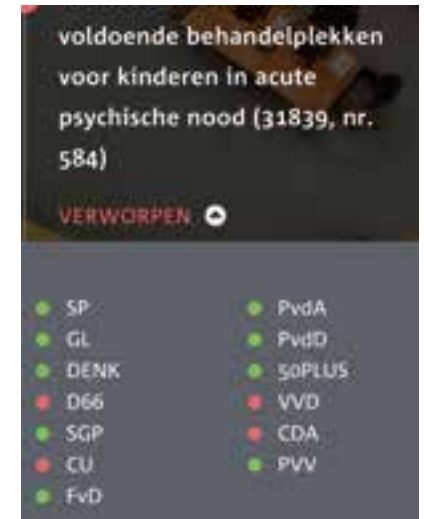 voldoende behandelplekken
voor kinderen in acute
psychische nood (31839, nr.
584)
VERWORPEN
SP
GL
DENK
D66
SGP
CU
FvD
PvdA
PvdD
50PLUS
VVD
CDA
PVV